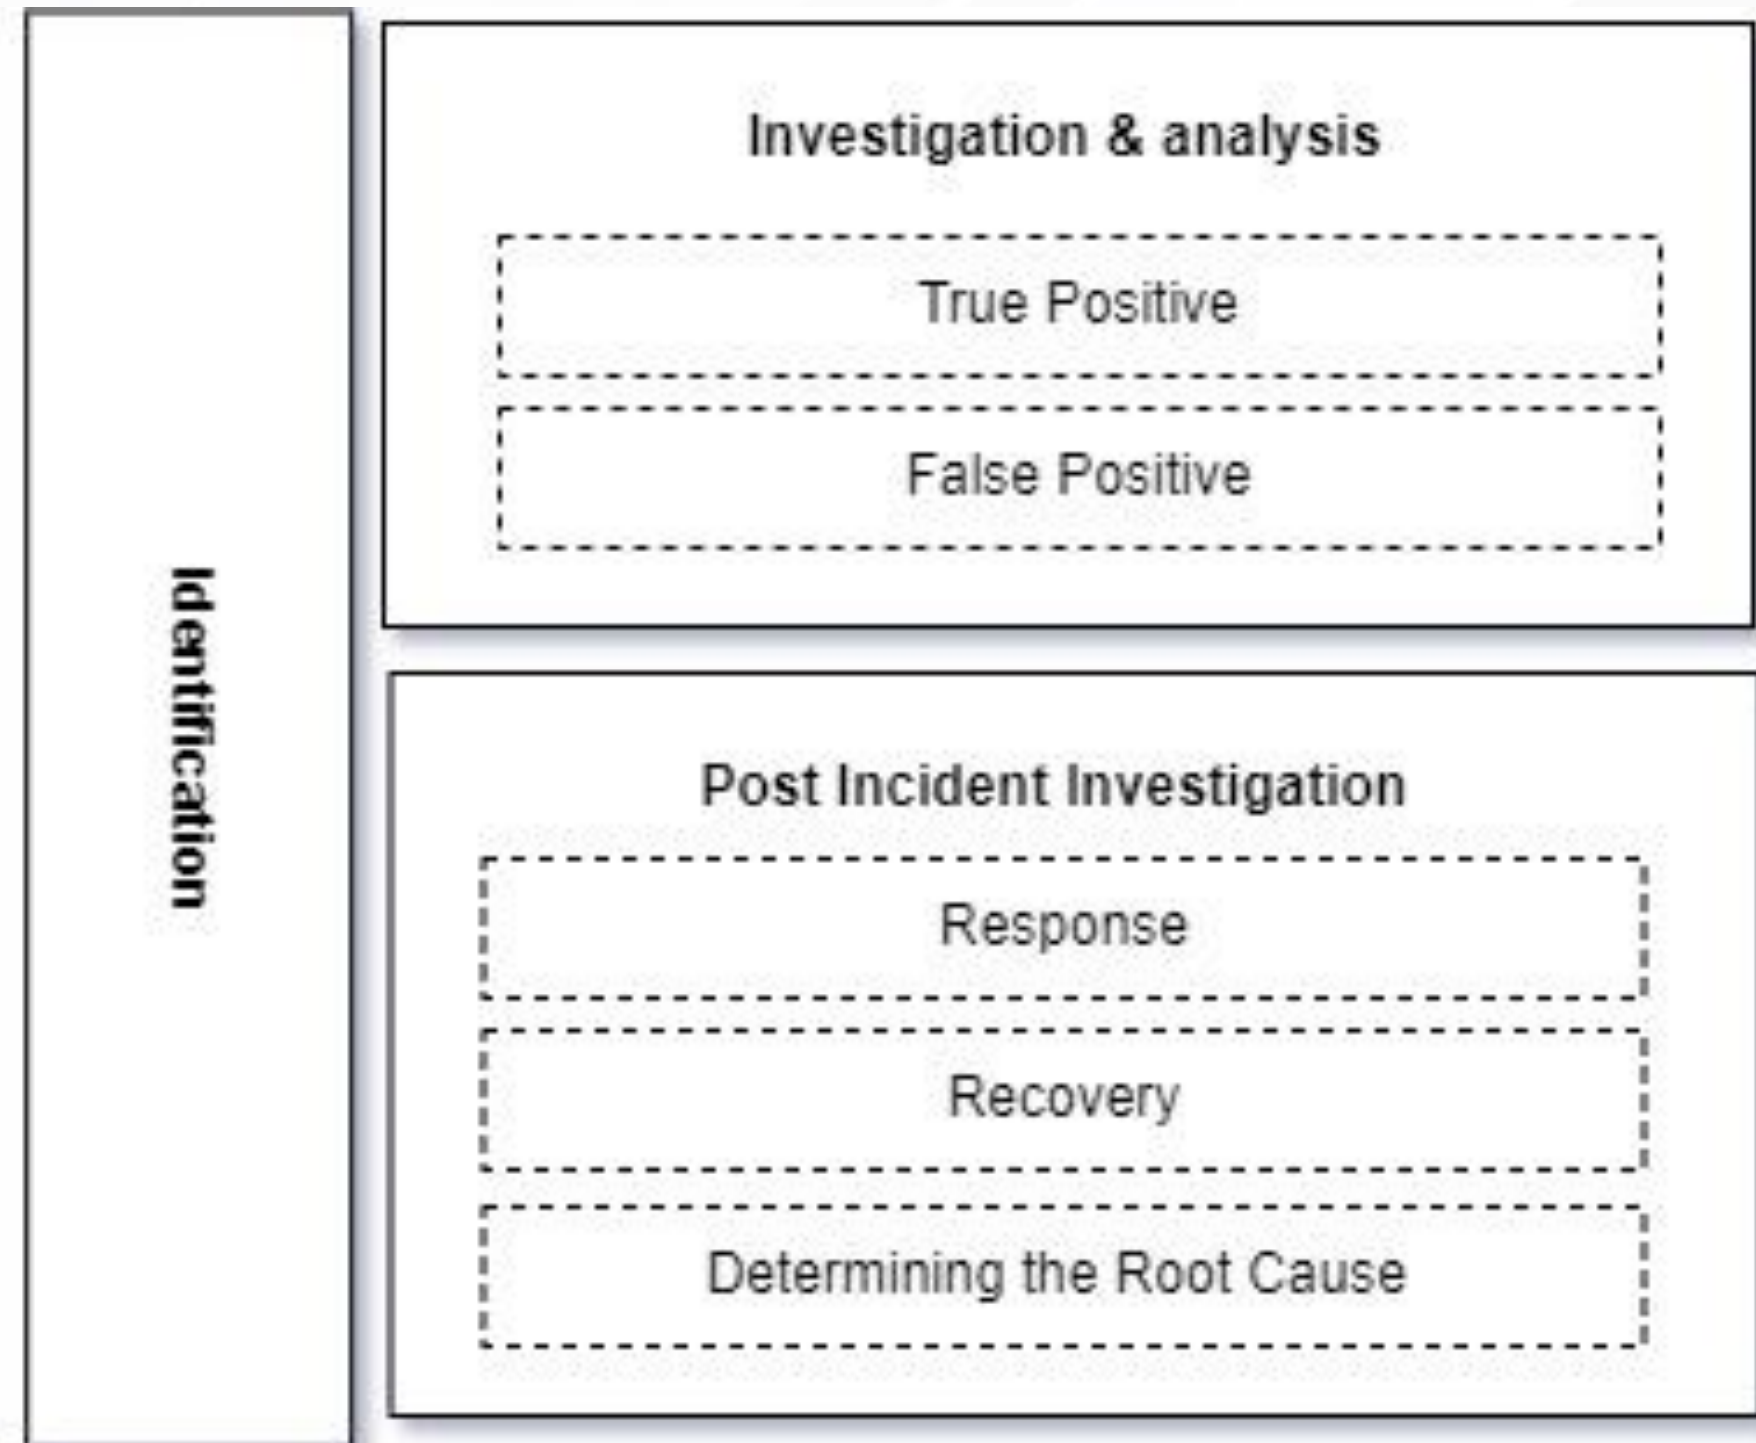 Identification
Investigation & analysis
True Positive
False Positive
Post Incident Investigation
Response
Recovery
Determining the Root Cause